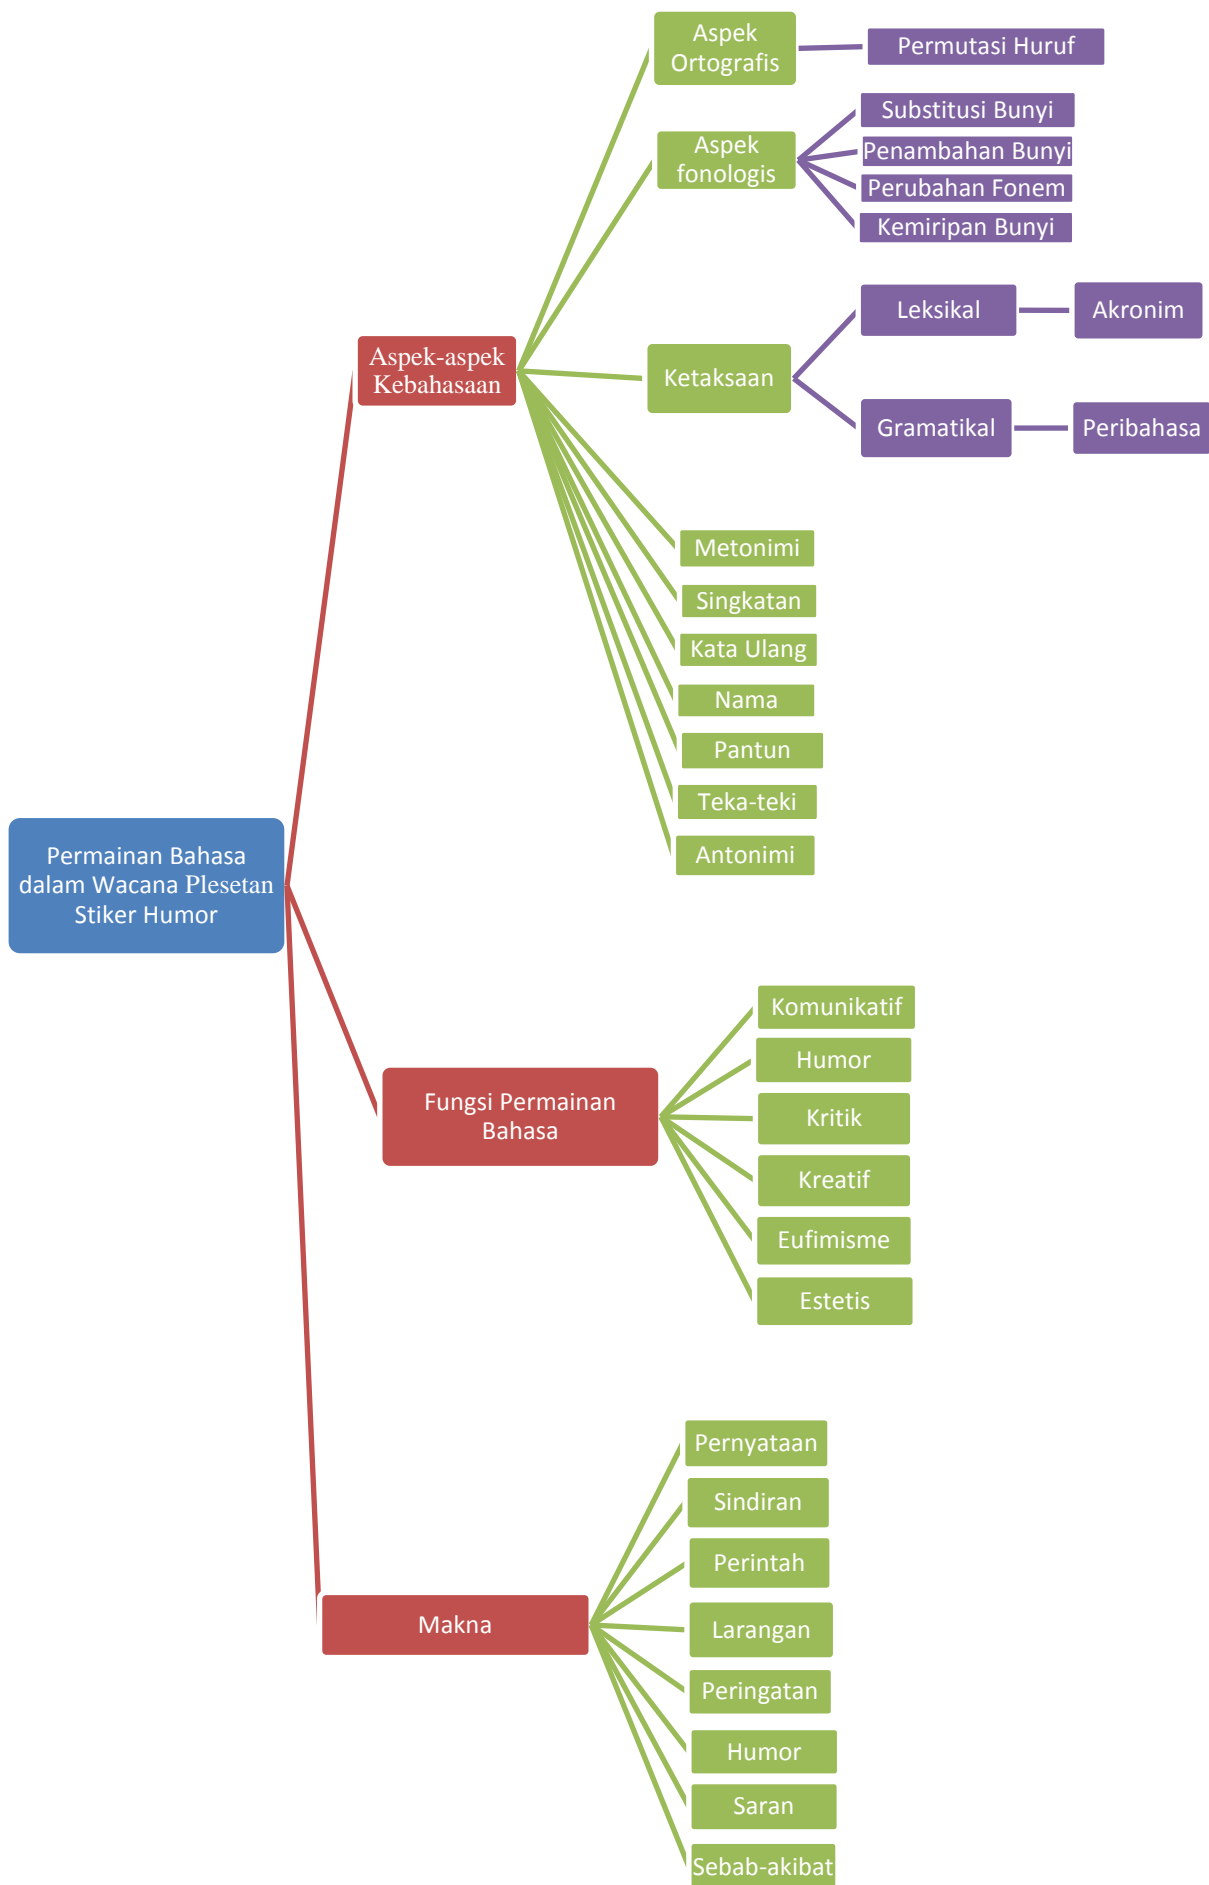 Aspek
Ortografis
Permutasi Huruf
Aspek
fonologis
Substitusi Bunyi
Penambahan Bunyi
Perubahan Fonem
Kemiripan Bunyi
Aspek-aspek
Kebahasaan
Ketaksaan
Leksikal
Akronim
Gramatikal
Peribahasa
Metonimi
Singkatan
Kata Ulang
Nama
Pantun
Teka-teki
Antonimi
Permainan Bahasa
dalam Wacana Plesetan
Stiker Humor
Fungsi Permainan
Bahasa
Komunikatif
Humor
Kritik
Kreatif
Eufimisme
Estetis
Makna
Pernyataan
Sindiran
Perintah
Larangan
Peringatan
Humor
Saran
Sebab-akibat